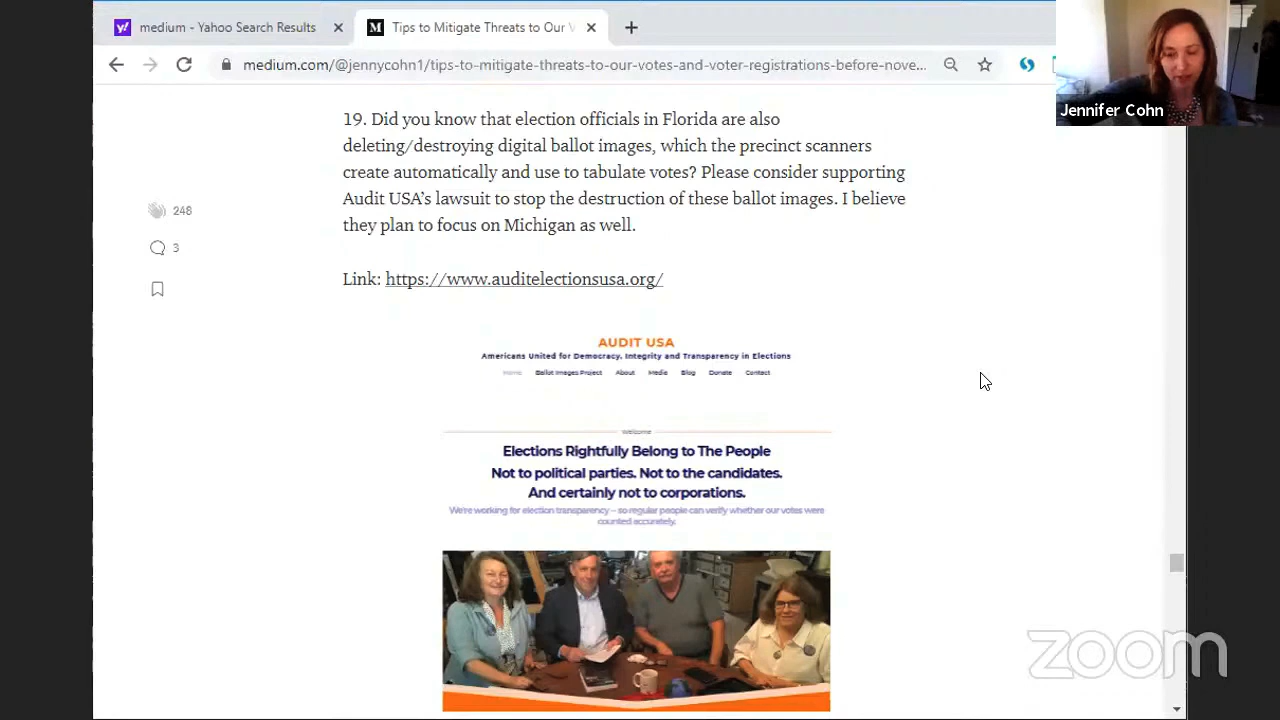 medium - Yahoo Search Results
Tips to Mitigate Threats to Our V
medium.com/@jennycohn1/tips-to-mitigate-threats-to-our-votes-and-voter-registrations-before-nove...
Jennifer Cohn
19. Did you know that election officials in Florida are also
deleting/destroying digital ballot images, which the precinct scanners
create automatically and use to tabulate votes? Please consider supporting
Audit USA's lawsuit to stop the destruction of these ballot images. I believe
they plan to focus on Michigan as well.
248
3
Link: https://www.auditelectionsusa.org/
AUDIT USA
Americans United for Democracy, Integrity and Transparency in Elections
Home Ballot Images Project About Media Blog Donate Contact
Welcome
Elections Rightfully Belong to The People
Not to political parties. Not to the candidates.
And certainly not to corporations.
We're working for election transparency – so regular people can verify whether our votes were
counted accurately.
zoom